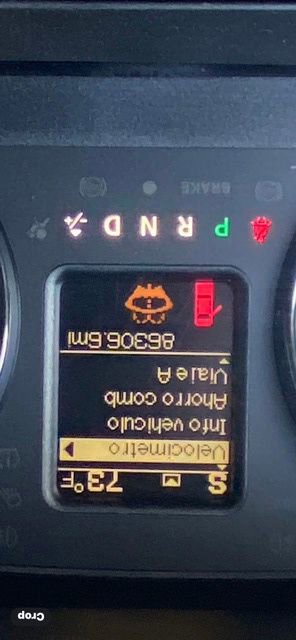 Crop
S 73°F
Velocimetro
Info vehiculo
Ahorro comb
Viaje A
86306.6mi
P R N D +/-
BRAKE